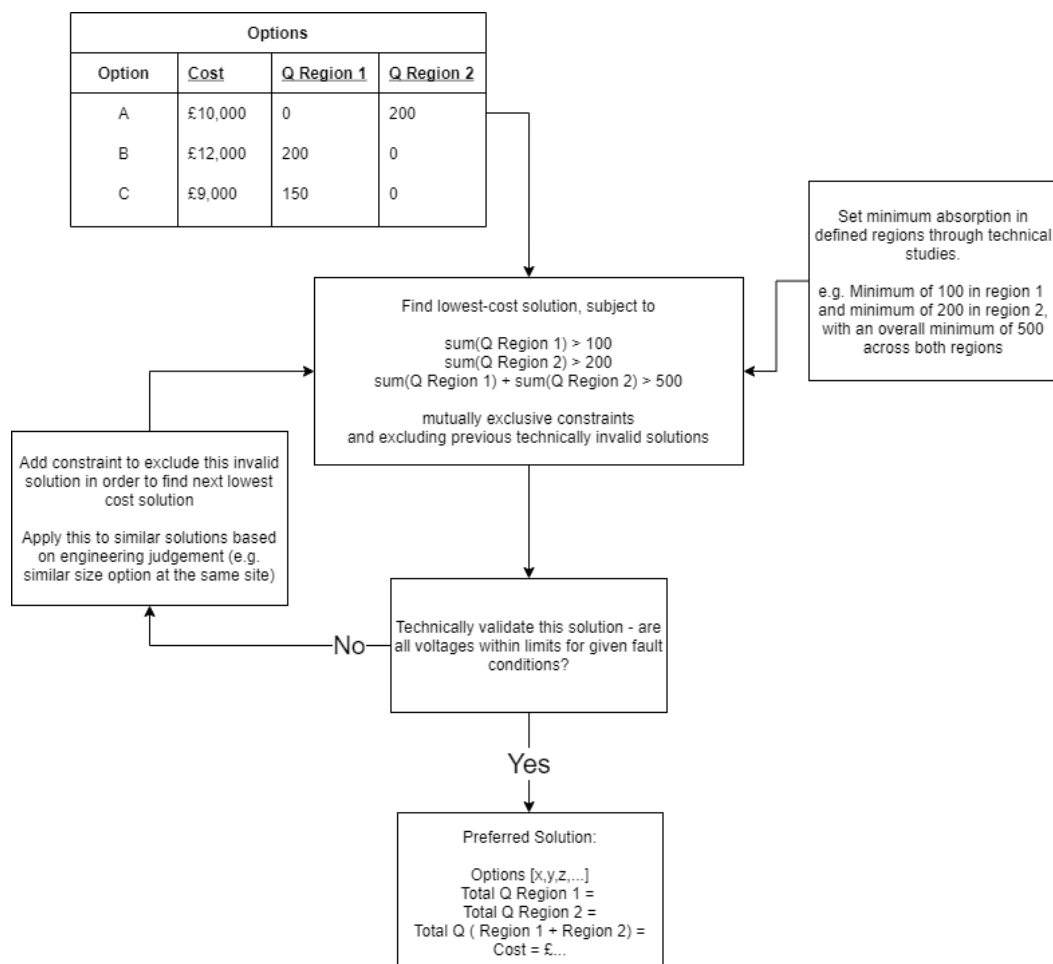 Options
Option Cost Q Region 1 Q Region 2
A £10,000 0 200
B £12,000 200 0
C £9,000 150 0
Set minimum absorption in
defined regions through technical
studies.
e.g. Minimum of 100 in region 1
and minimum of 200 in region 2,
with an overall minimum of 500
across both regions
Find lowest-cost solution, subject to
sum(Q Region 1) > 100
sum(Q Region 2) > 200
sum(Q Region 1) + sum(Q Region 2) > 500
mutually exclusive constraints
and excluding previous technically invalid solutions
Add constraint to exclude this invalid
solution in order to find next lowest
cost solution
Apply this to similar solutions based
on engineering judgement (e.g.
similar size option at the same site)
Technically validate this solution - are
all voltages within limits for given fault
conditions?
No
Yes
Preferred Solution:
Options [x,y,z,...]
Total Q Region 1 =
Total Q Region 2 =
Total Q ( Region 1 + Region 2) =
Cost = £...